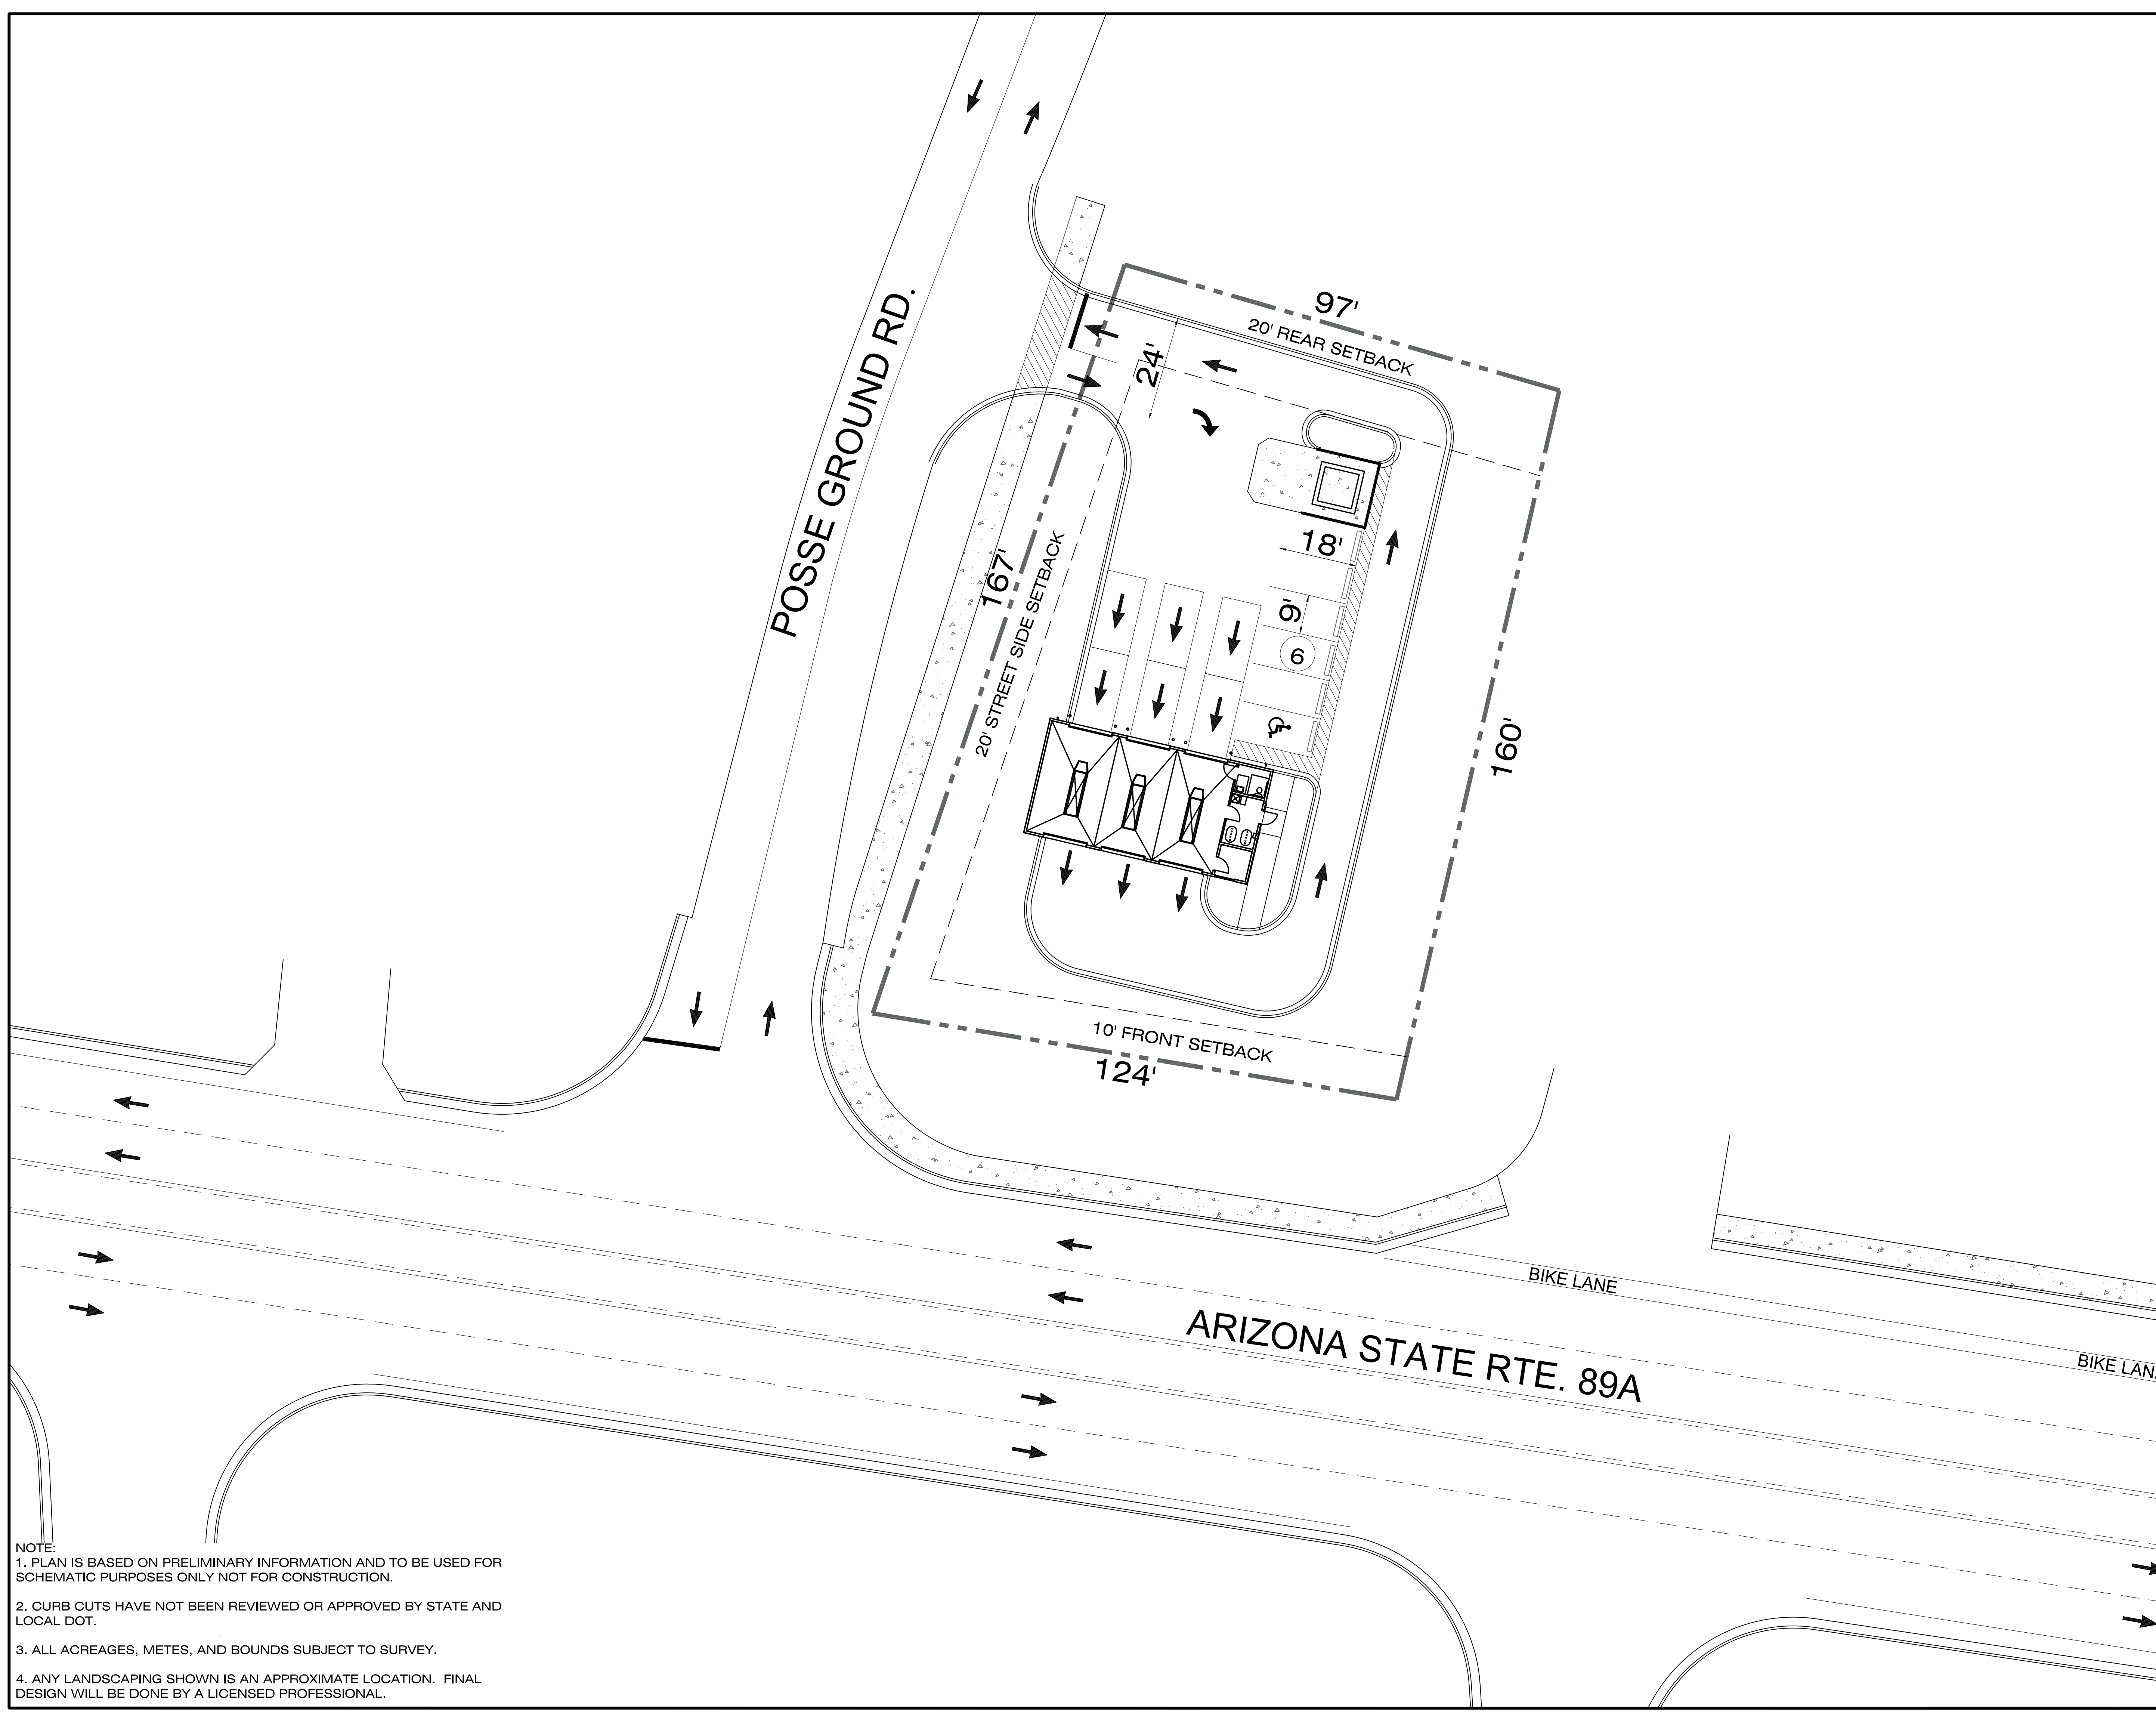 POSSE GROUND RD.
97'
20' REAR SETBACK
24'
18'
9'
6
167'
20' STREET SIDE SETBACK
160'
10' FRONT SETBACK
124'
BIKE LANE
ARIZONA STATE RTE. 89A
BIKE LAN
NOTE:
1. PLAN IS BASED ON PRELIMINARY INFORMATION AND TO BE USED FOR
SCHEMATIC PURPOSES ONLY NOT FOR CONSTRUCTION.
2. CURB CUTS HAVE NOT BEEN REVIEWED OR APPROVED BY STATE AND
LOCAL DOT.
3. ALL ACREAGES, METES, AND BOUNDS SUBJECT TO SURVEY.
4. ANY LANDSCAPING SHOWN IS AN APPROXIMATE LOCATION. FINAL
DESIGN WILL BE DONE BY A LICENSED PROFESSIONAL.